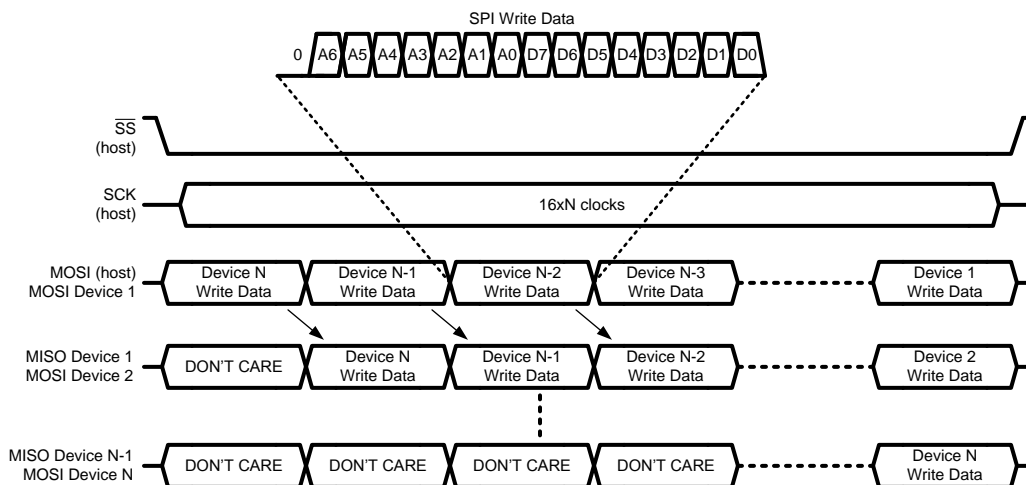 SPI Write Data
0 A6 A5 A4 A3 A2 A1 A0 D7 D6 D5 D4 D3 D2 D1 D0
SS
(host)
SCK
(host)
16xN clocks
MOSI (host)
MOSI Device 1
Device N
Write Data
Device N-1
Write Data
Device N-2
Write Data
Device N-3
Write Data
Device 1
Write Data
MISO Device 1
MOSI Device 2
DON'T CARE
Device N
Write Data
Device N-1
Write Data
Device N-2
Write Data
Device 2
Write Data
MISO Device N-1
MOSI Device N
DON'T CARE
DON'T CARE
DON'T CARE
DON'T CARE
Device N
Write Data